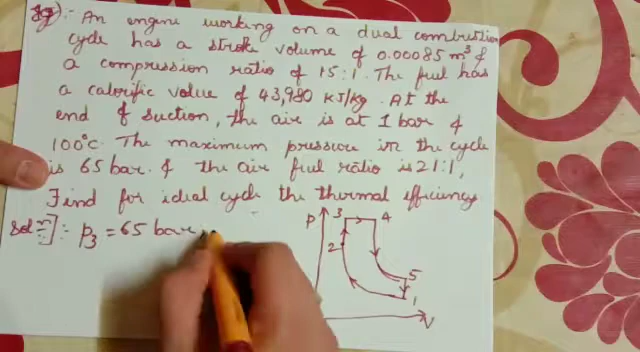 :- An engine working on a dual combustion
cycle has a stroke volume of 0.00085 m³ &
a compression ratio of 15:1. The fuel has
a calorific value of 43,980 KJ/kg. At the
end of suction, the air is at 1 bar &
100°C. The maximum pressure in the cycle
is 65 bar. & the air fuel ratio is 21:1,
Find for ideal cycle the thermal efficiency
Sol :- p₃ = 65 bar
P 3 4
2
5
1
V